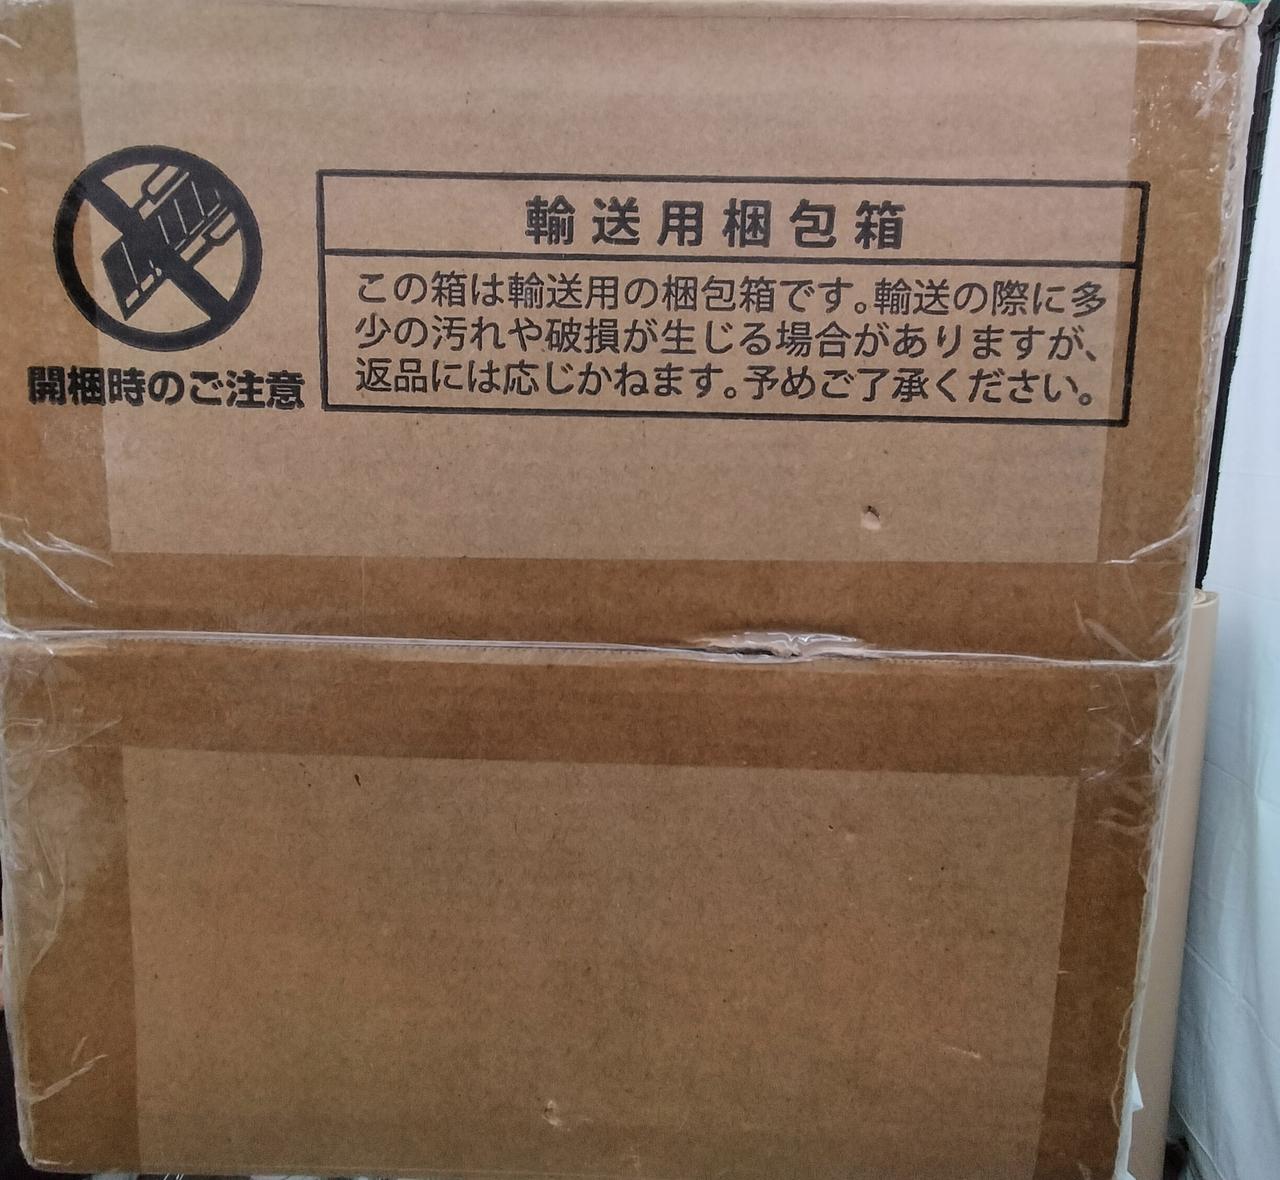 開梱時のご注意
輸送用梱包箱
この箱は輸送用の梱包箱です。輸送の際に多
少の汚れや破損が生じる場合がありますが、
返品には応じかねます。予めご了承ください。